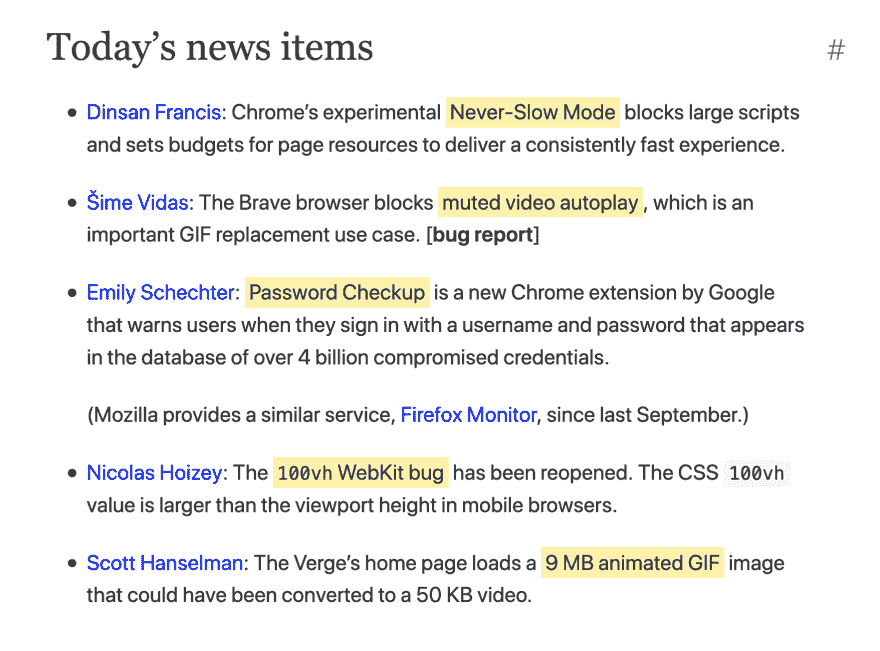 Today’s news items #
• Dinsan Francis: Chrome’s experimental Never-Slow Mode blocks large scripts
and sets budgets for page resources to deliver a consistently fast experience.
• Šime Vidas: The Brave browser blocks muted video autoplay, which is an
important GIF replacement use case. [bug report]
• Emily Schechter: Password Checkup is a new Chrome extension by Google
that warns users when they sign in with a username and password that appears
in the database of over 4 billion compromised credentials.
(Mozilla provides a similar service, Firefox Monitor, since last September.)
• Nicolas Hoizey: The 100vh WebKit bug has been reopened. The CSS 100vh
value is larger than the viewport height in mobile browsers.
• Scott Hanselman: The Verge’s home page loads a 9 MB animated GIF image
that could have been converted to a 50 KB video.